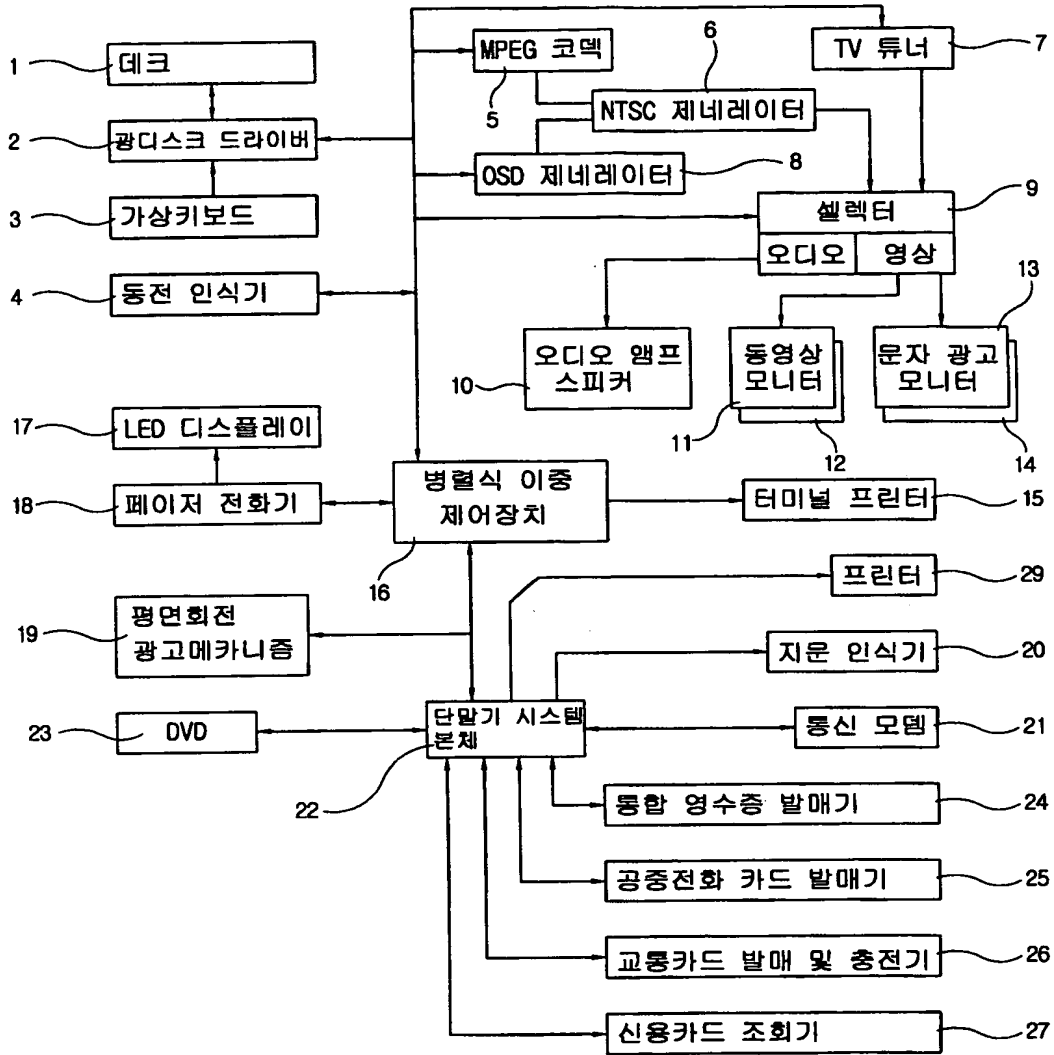 1 데크
2 광디스크 드라이버
3 가상키보드
4 동전 인식기
MPEG 코덱
5
6
NTSC 제네레이터
TV 튜너
7
OSD 제네레이터
8
셀렉터
9
오디오 영상
오디오 앰프
스피커
10
동영상
모니터
11
12
13
문자 광고
모니터
14
17 LED 디스플레이
18 페이저 전화기
병렬식 이중
제어장치
16
터미널 프린터 15
프린터 29
19 평면회전
광고메카니즘
지문 인식기 20
23 DVD
단말기 시스템
본체
22
통신 모뎀 21
통합 영수증 발매기 24
공중전화 카드 발매기 25
교통카드 발매 및 충전기 26
신용카드 조회기 27